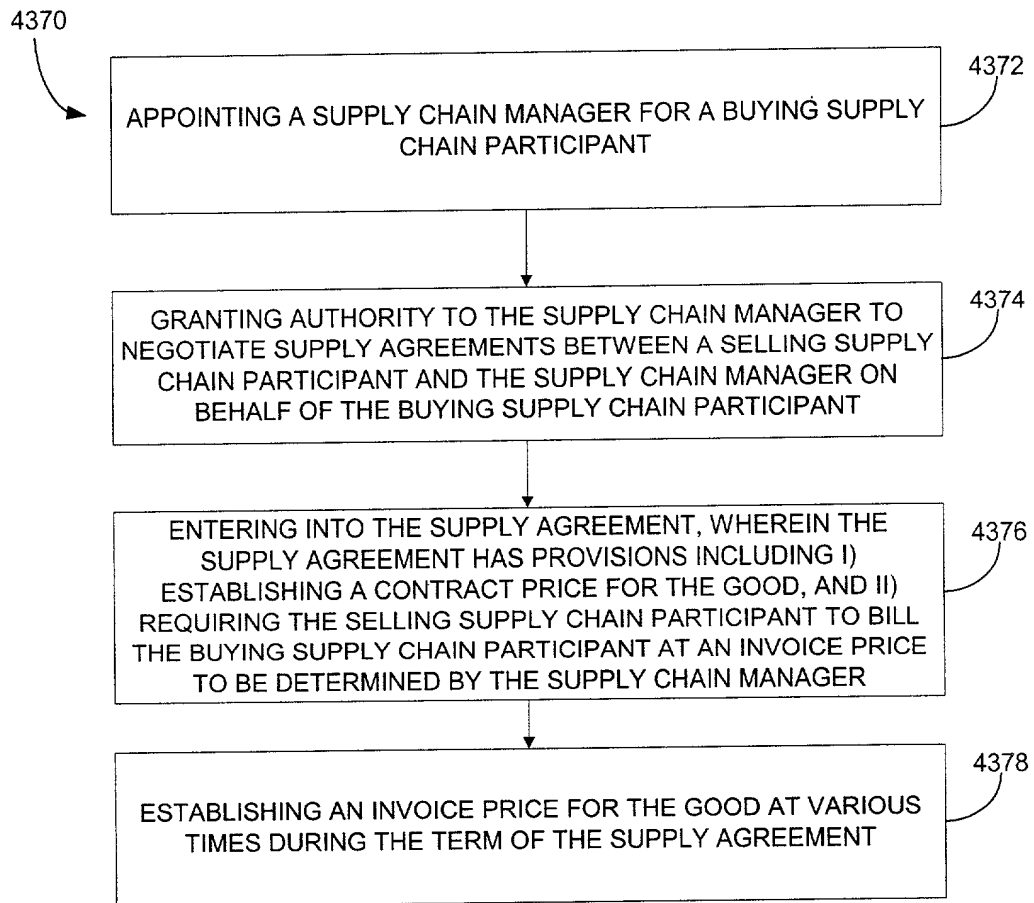 4370
4372
APPOINTING A SUPPLY CHAIN MANAGER FOR A BUYING SUPPLY
CHAIN PARTICIPANT
4374
GRANTING AUTHORITY TO THE SUPPLY CHAIN MANAGER TO
NEGOTIATE SUPPLY AGREEMENTS BETWEEN A SELLING SUPPLY
CHAIN PARTICIPANT AND THE SUPPLY CHAIN MANAGER ON
BEHALF OF THE BUYING SUPPLY CHAIN PARTICIPANT
4376
ENTERING INTO THE SUPPLY AGREEMENT, WHEREIN THE
SUPPLY AGREEMENT HAS PROVISIONS INCLUDING I)
ESTABLISHING A CONTRACT PRICE FOR THE GOOD, AND II)
REQUIRING THE SELLING SUPPLY CHAIN PARTICIPANT TO BILL
THE BUYING SUPPLY CHAIN PARTICIPANT AT AN INVOICE PRICE
TO BE DETERMINED BY THE SUPPLY CHAIN MANAGER
4378
ESTABLISHING AN INVOICE PRICE FOR THE GOOD AT VARIOUS
TIMES DURING THE TERM OF THE SUPPLY AGREEMENT